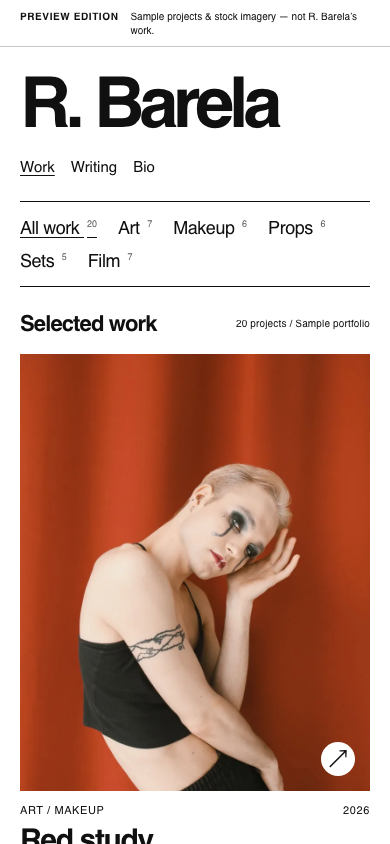 PREVIEW EDITION Sample projects & stock imagery — not R. Barela’s
work.
R. Barela
Work Writing Bio
All work 20 Art 7 Makeup 6 Props 6
Sets 5 Film 7
Selected work 20 projects / Sample portfolio
ART / MAKEUP 2026
Red study